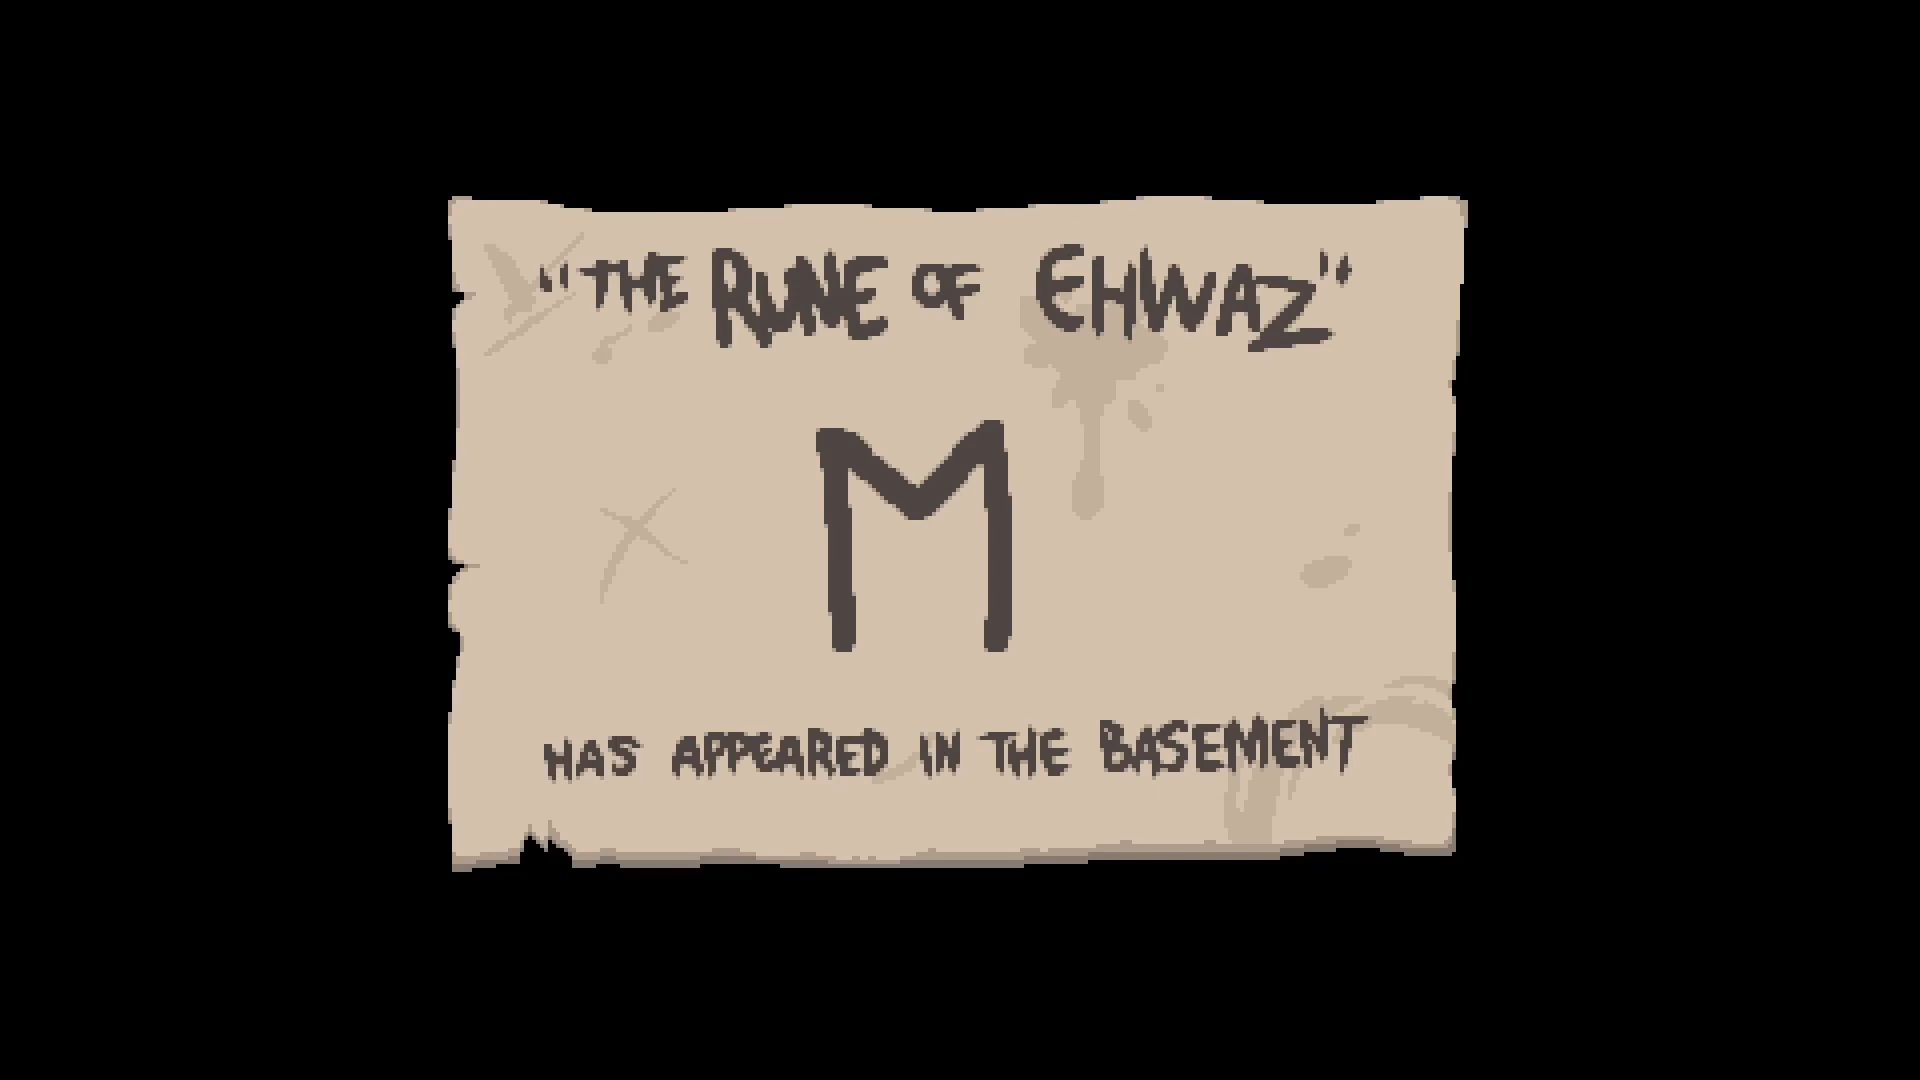 "THE RUNE OF EHWAZ"
ᛖ
HAS APPEARED IN THE BASEMENT